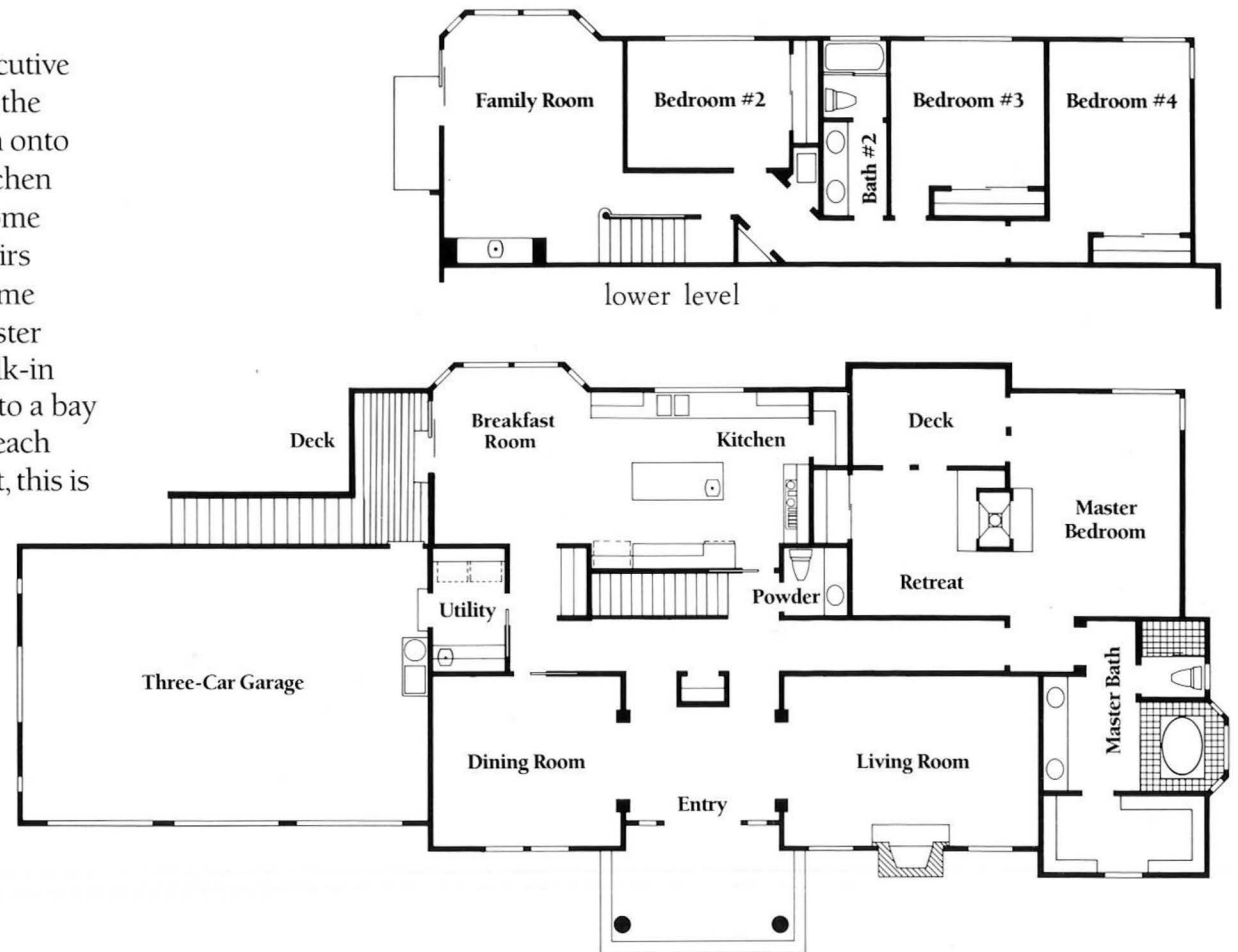 cutive
the
n onto
chen
ome
irs
me
ster
lk-in
to a bay
each
t, this is
Family Room
Bedroom #2
Bath #2
Bedroom #3
Bedroom #4
lower level
Deck
Breakfast
Room
Kitchen
Deck
Master
Bedroom
Retreat
Powder
Utility
Three-Car Garage
Dining Room
Entry
Living Room
Master Bath